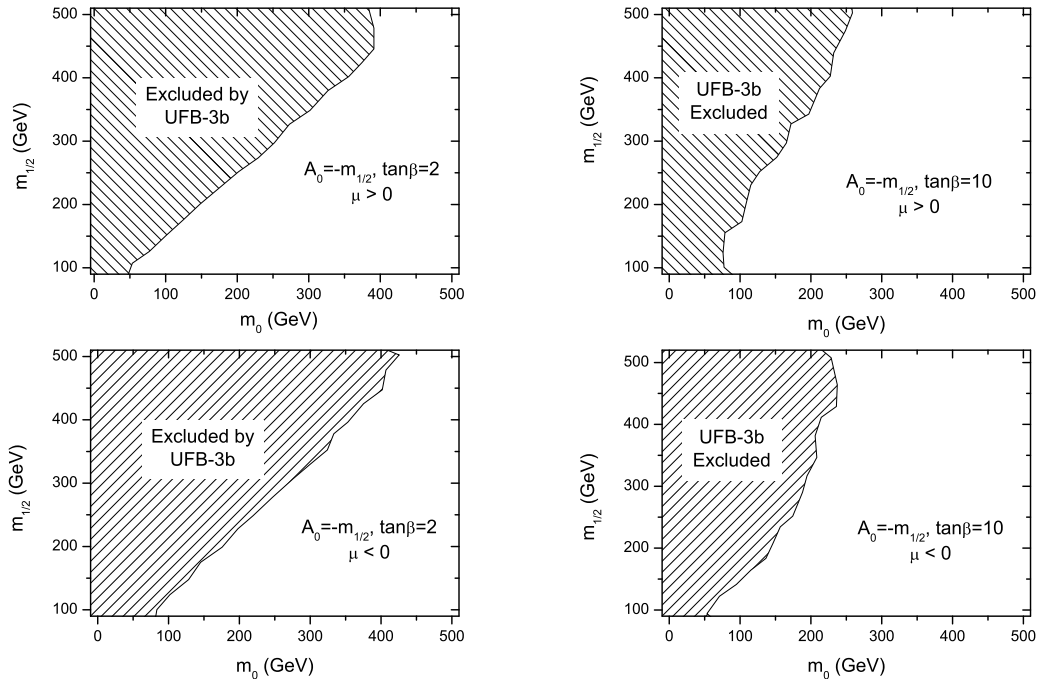 500
400
300
200
100
m1/2 (GeV)
Excluded by
UFB-3b
A0=-m1/2, tanβ=2
μ > 0
0 100 200 300 400 500
m0 (GeV)
500
400
300
200
100
m1/2 (GeV)
UFB-3b
Excluded
A0=-m1/2, tanβ=10
μ > 0
0 100 200 300 400 500
m0 (GeV)
500
400
300
200
100
m1/2 (GeV)
Excluded by
UFB-3b
A0=-m1/2, tanβ=2
μ < 0
0 100 200 300 400 500
m0 (GeV)
500
400
300
200
100
m1/2 (GeV)
UFB-3b
Excluded
A0=-m1/2, tanβ=10
μ < 0
0 100 200 300 400 500
m0 (GeV)